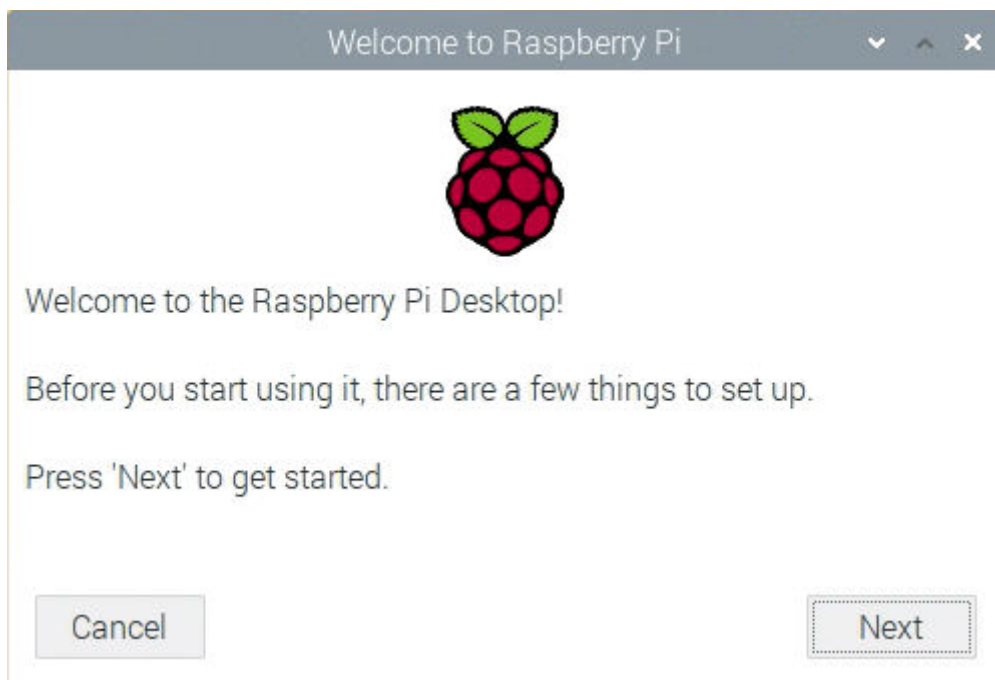 Welcome to Raspberry Pi
Welcome to the Raspberry Pi Desktop!
Before you start using it, there are a few things to set up.
Press 'Next' to get started.
Cancel
Next